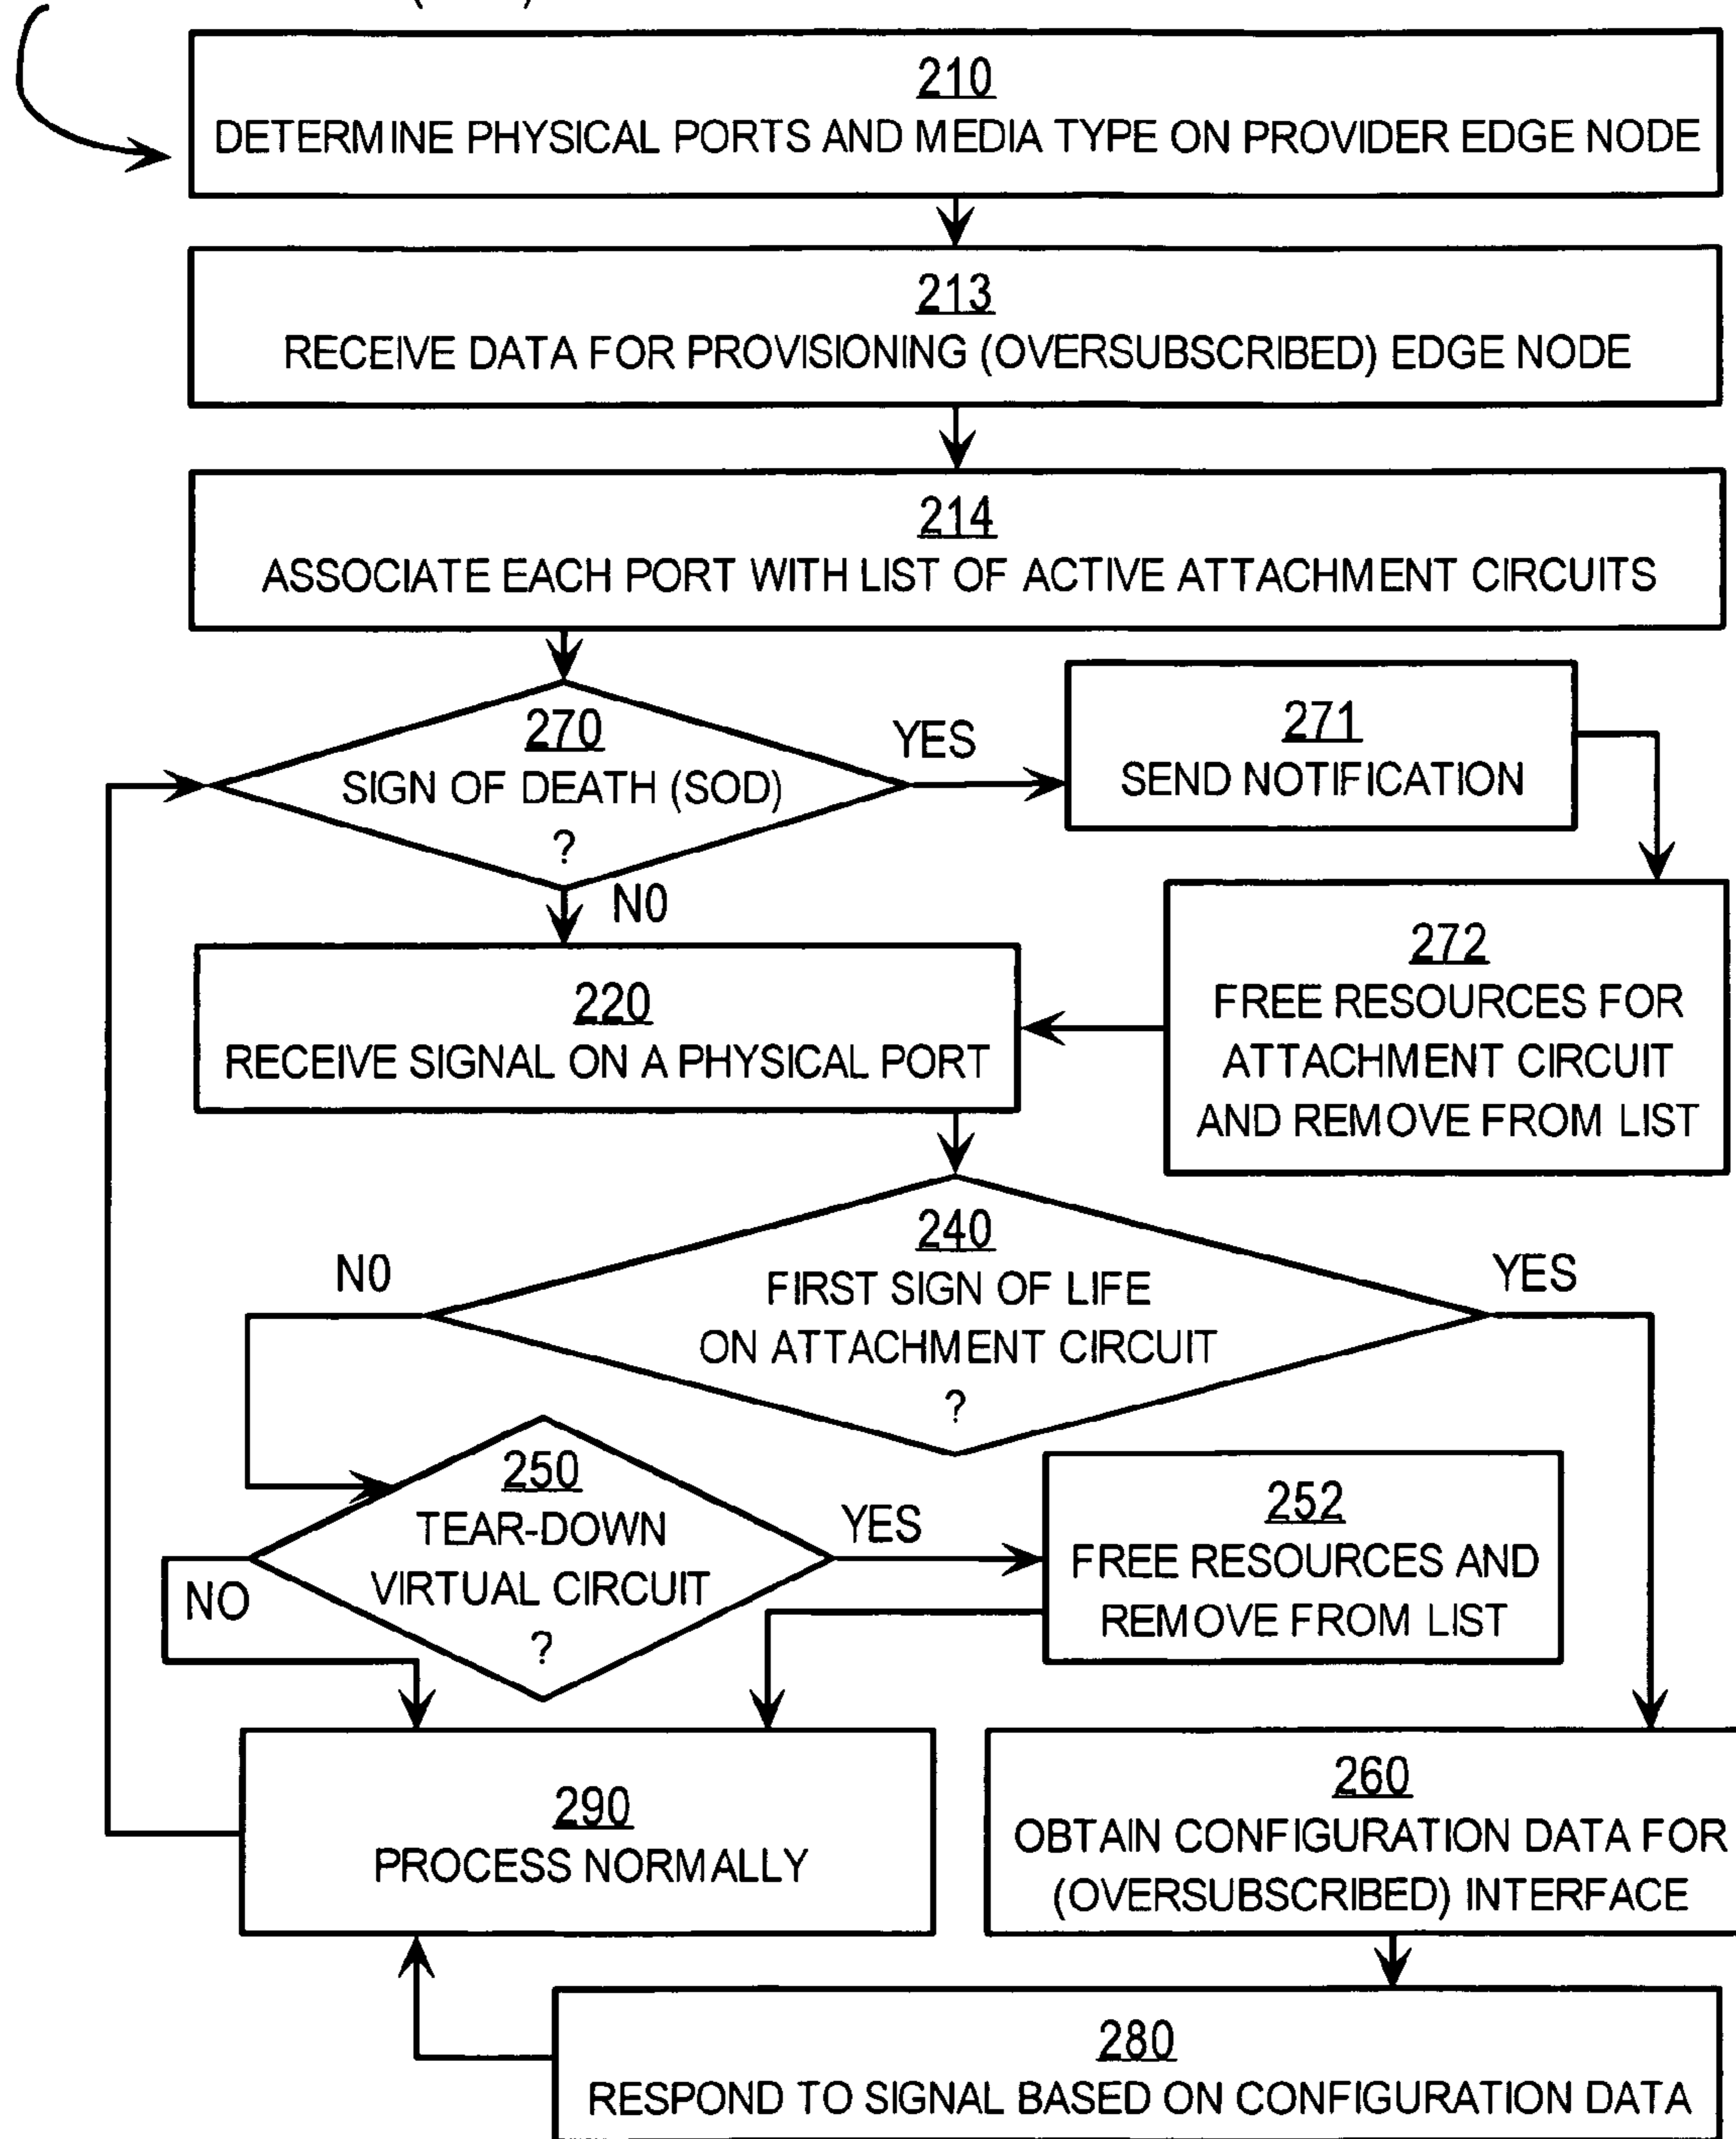 210
DETERMINE PHYSICAL PORTS AND MEDIA TYPE ON PROVIDER EDGE NODE
213
RECEIVE DATA FOR PROVISIONING (OVERSUBSCRIBED) EDGE NODE
214
ASSOCIATE EACH PORT WITH LIST OF ACTIVE ATTACHMENT CIRCUITS
270
SIGN OF DEATH (SOD)
?
YES
271
SEND NOTIFICATION
NO
272
FREE RESOURCES FOR
ATTACHMENT CIRCUIT
AND REMOVE FROM LIST
220
RECEIVE SIGNAL ON A PHYSICAL PORT
240
FIRST SIGN OF LIFE
ON ATTACHMENT CIRCUIT
?
NO
YES
250
TEAR-DOWN
VIRTUAL CIRCUIT
?
YES
NO
252
FREE RESOURCES AND
REMOVE FROM LIST
290
PROCESS NORMALLY
260
OBTAIN CONFIGURATION DATA FOR
(OVERSUBSCRIBED) INTERFACE
280
RESPOND TO SIGNAL BASED ON CONFIGURATION DATA